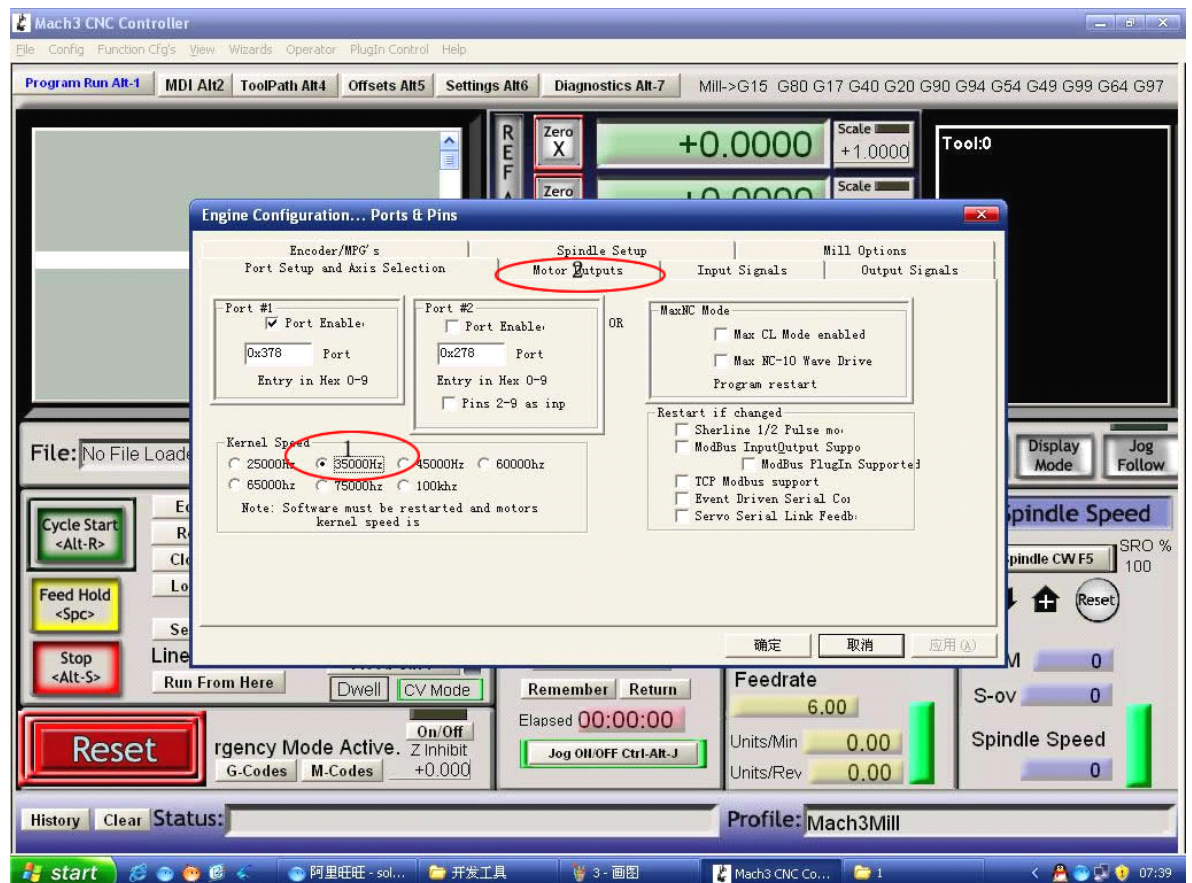 Mach3 CNC Controller
File Config Function Cfg's View Wizards Operator PlugIn Control Help
Program Run Alt-1 MDI Alt2 ToolPath Alt4 Offsets Alt5 Settings Alt6 Diagnostics Alt-7 Mill->G15 G80 G17 G40 G20 G90 G94 G54 G49 G99 G64 G97
REF
Zero X +0.0000 Scale +1.0000 Tool:0
Zero Scale
Engine Configuration... Ports & Pins
Encoder/MPG's Spindle Setup Mill Options
Port Setup and Axis Selection Motor Outputs 2 Input Signals Output Signals
Port #1
Port Enable
0x378 Port
Entry in Hex 0-9
Port #2
Port Enable
0x278 Port
Entry in Hex 0-9
Pins 2-9 as inp
OR
MaxNC Mode
Max CL Mode enabled
Max NC-10 Wave Drive
Program restart
Kernel Speed 1
25000Hz 35000Hz 45000Hz 60000hz
65000hz 75000hz 100khz
Note: Software must be restarted and motors
kernel speed is
Restart if changed
Sherline 1/2 Pulse mo
ModBus InputOutput Suppo
ModBus PlugIn Supported
TCP Modbus support
Event Driven Serial Co
Servo Serial Link Feedb
确定 取消 应用(A)
File: No File Loade
Display Mode Jog Follow
Cycle Start
<Alt-R>
Feed Hold
<Spc>
Stop
<Alt-S>
Line
Run From Here
Dwell CV Mode
Reset
rgency Mode Active.
G-Codes M-Codes
On/Off
Z Inhibit
+0.000
Remember Return
Elapsed 00:00:00
Jog ON/OFF Ctrl-Alt-J
Feedrate
6.00
Units/Min 0.00
Units/Rev 0.00
Spindle Speed
Spindle CW F5
SRO %
100
Reset
M 0
S-ov 0
Spindle Speed
0
History Clear Status: Profile: Mach3Mill
start 阿里旺旺 - sol... 开发工具 3 - 画图 Mach3 CNC Co... 1 07:39